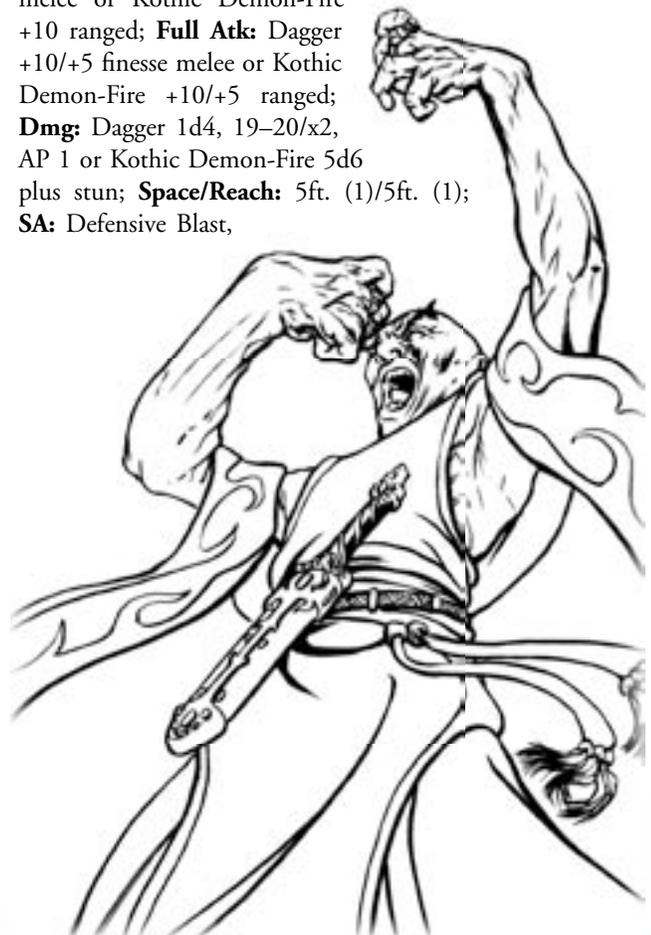 melee or Kothic Demon-Fire
+10 ranged; Full Atk: Dagger
+10/+5 finesse melee or Kothic
Demon-Fire +10/+5 ranged;
Dmg: Dagger 1d4, 19–20/x2,
AP 1 or Kothic Demon-Fire 5d6
plus stun; Space/Reach: 5ft. (1)/5ft. (1);
SA: Defensive Blast,